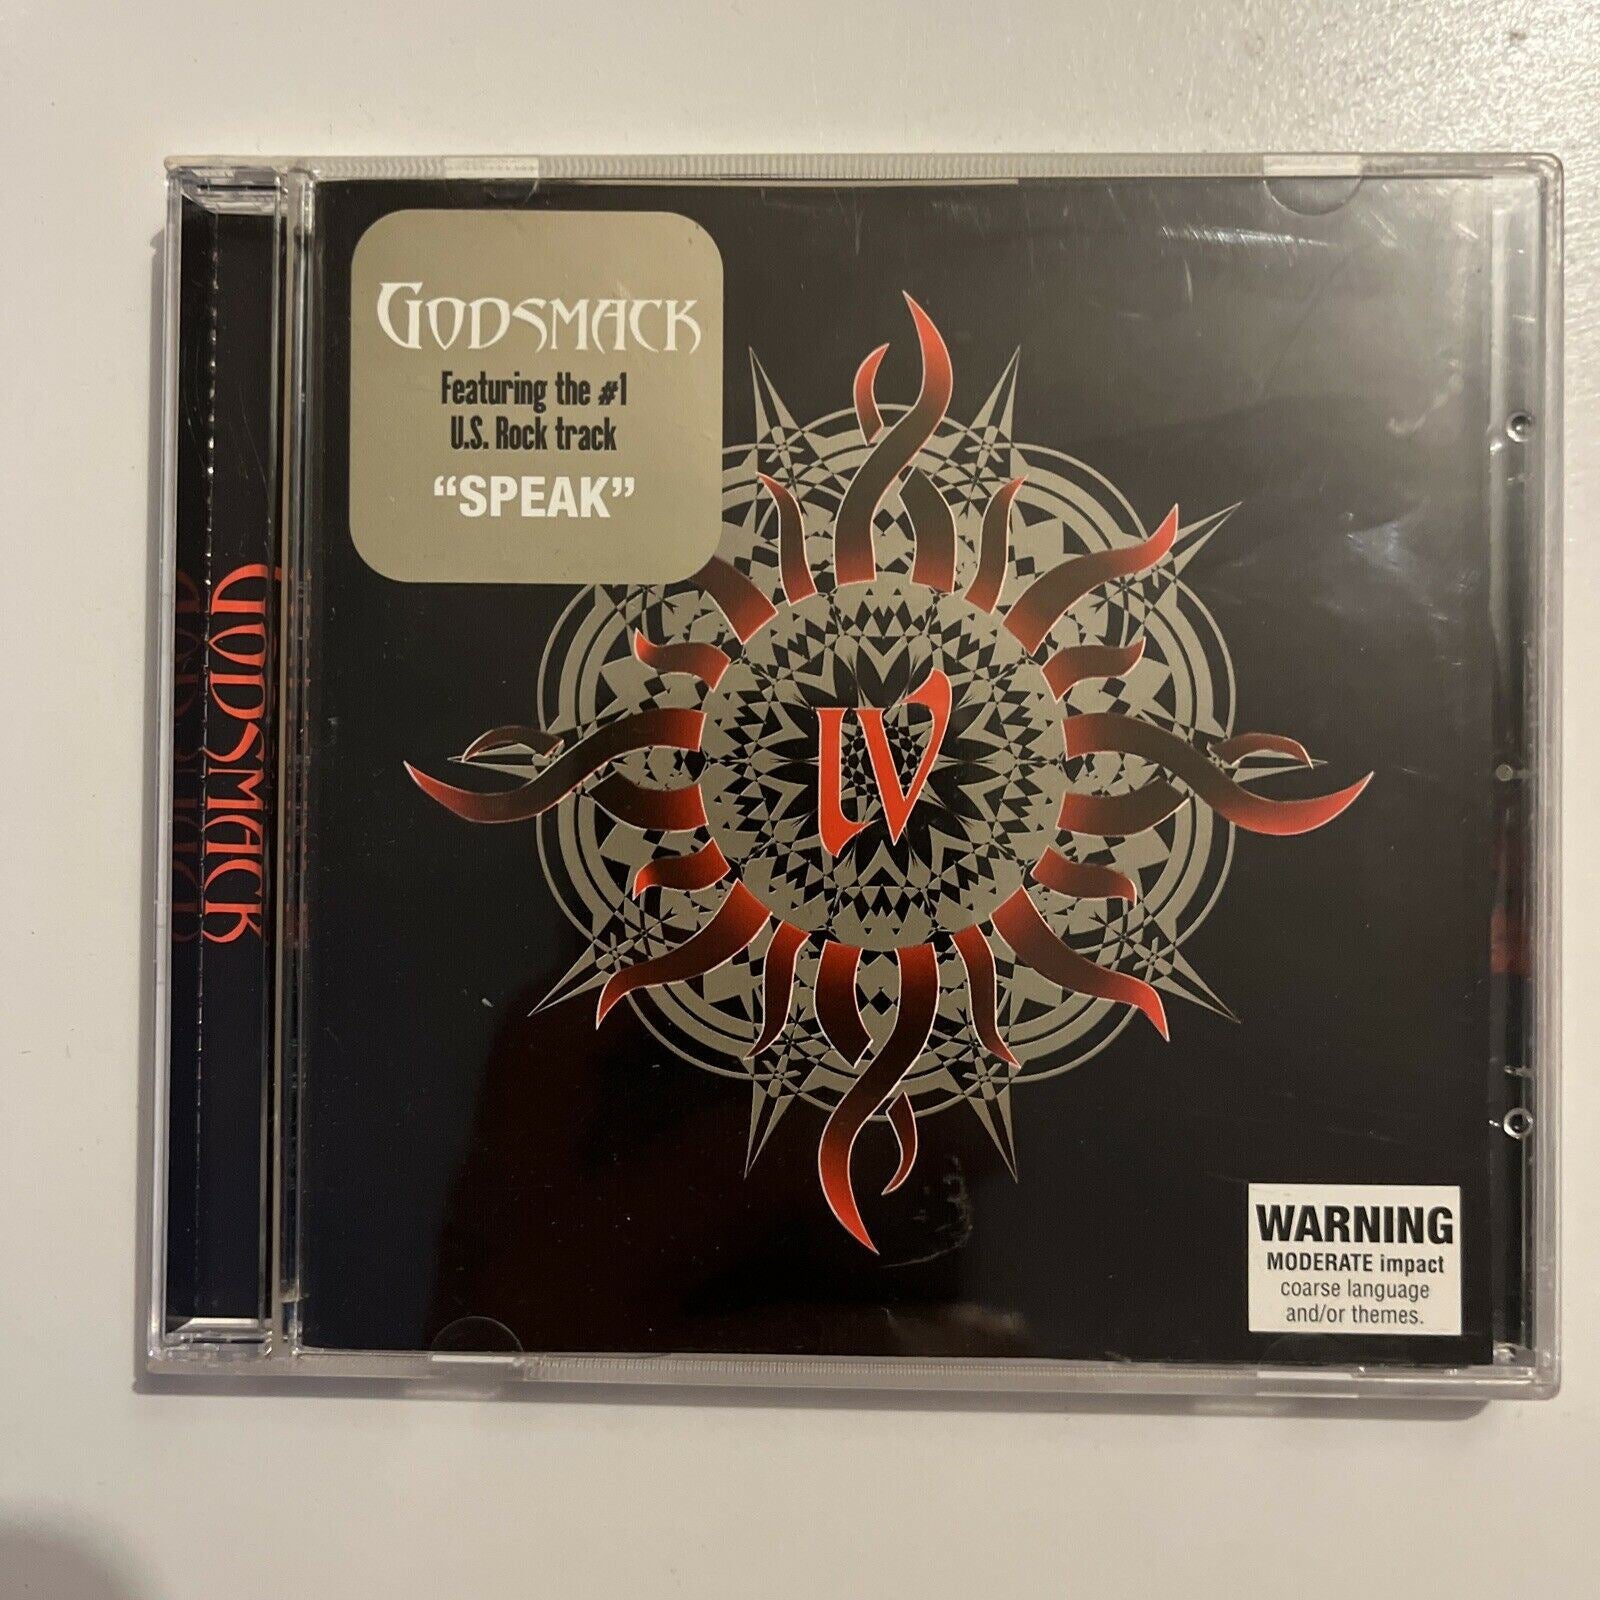 GODSMACK
Featuring the #1
U.S. Rock track
“SPEAK”
GODSMACK
IV
WARNING
MODERATE impact
coarse language
and/or themes.